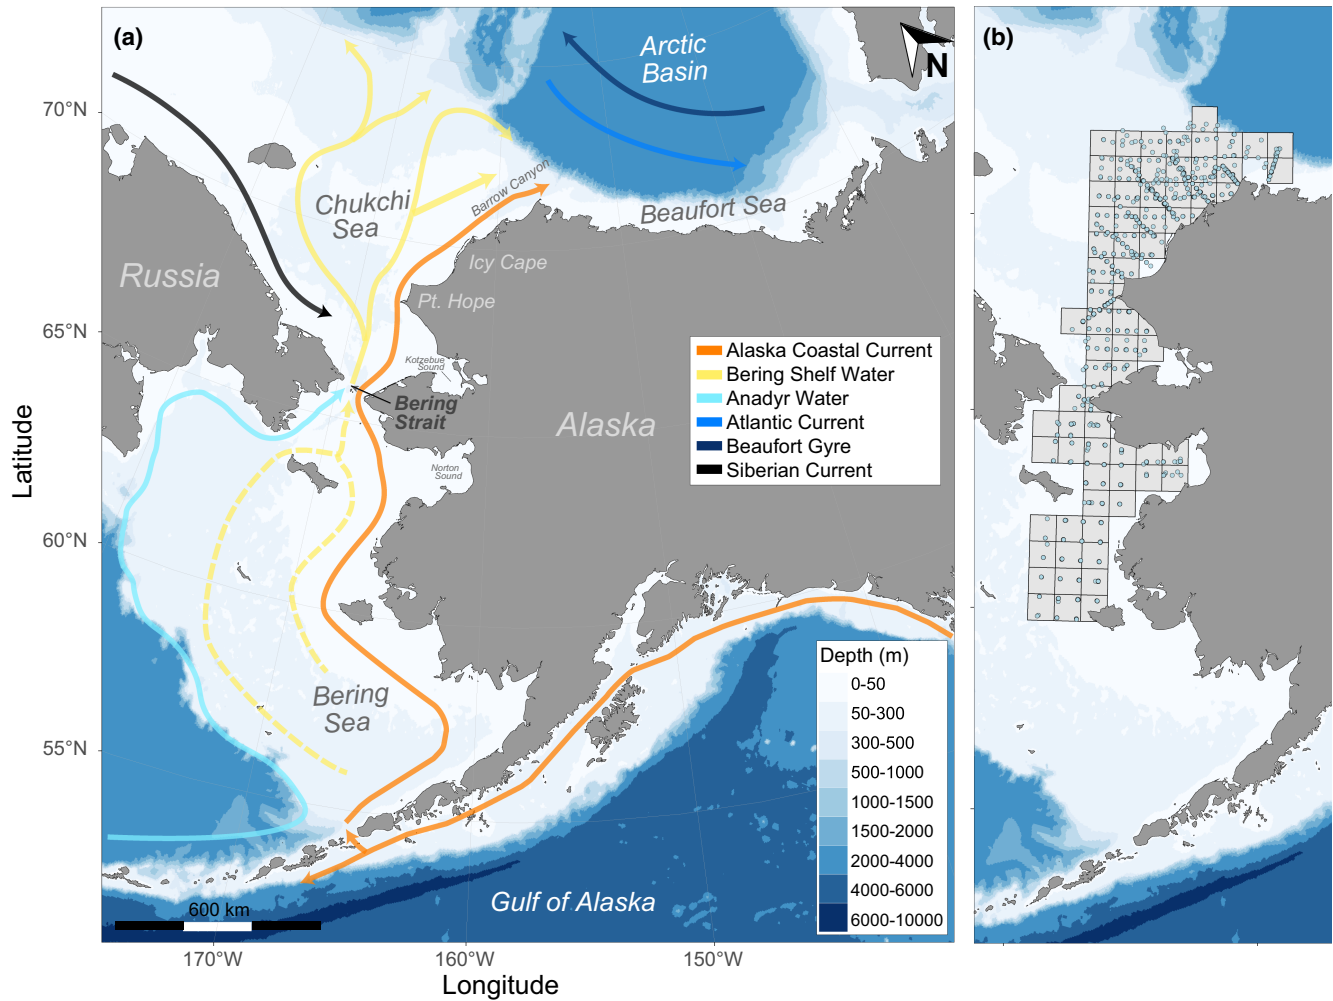 (a)
Arctic
Basin
N
(b)
70°N
Barrow Canyon
Chukchi
Sea
Beaufort Sea
Russia
Icy Cape
Pt. Hope
65°N
Kotzebue
Sound
Alaska Coastal Current
Bering Shelf Water
Anadyr Water
Atlantic Current
Beaufort Gyre
Siberian Current
Bering
Strait
Alaska
Norton
Sound
Latitude
60°N
Depth (m)
0-50
50-300
300-500
500-1000
1000-1500
1500-2000
2000-4000
4000-6000
6000-10000
Bering
Sea
55°N
Gulf of Alaska
600 km
170°W
160°W
150°W
Longitude